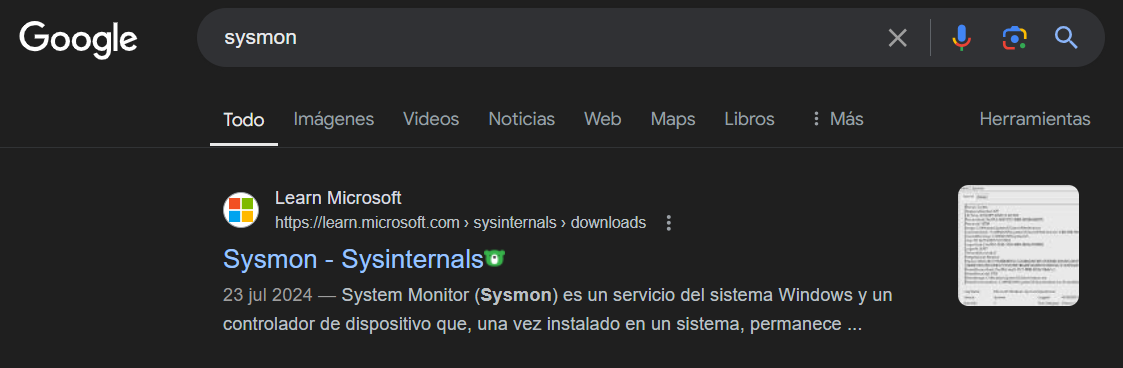 Google
sysmon
Todo Imágenes Videos Noticias Web Maps Libros Más Herramientas
Learn Microsoft
https://learn.microsoft.com › sysinternals › downloads
Sysmon - Sysinternals
23 jul 2024 — System Monitor (Sysmon) es un servicio del sistema Windows y un
controlador de dispositivo que, una vez instalado en un sistema, permanece ...